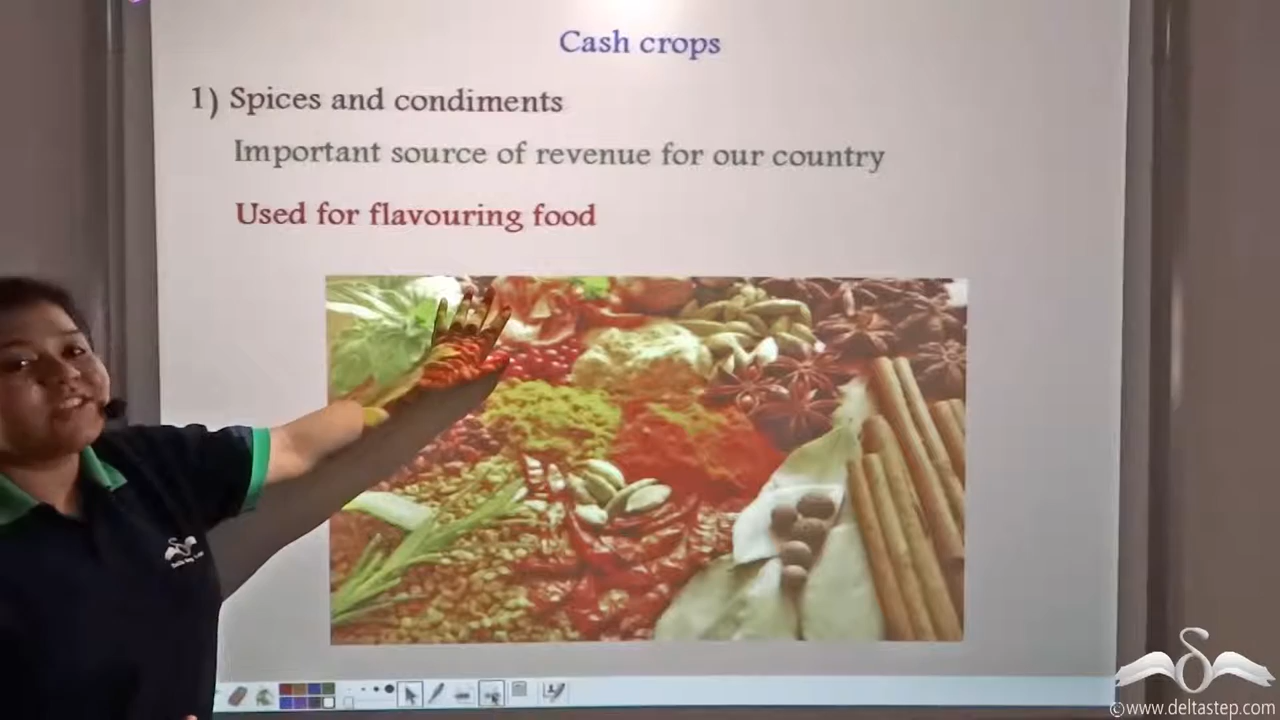 Cash crops
1) Spices and condiments
Important source of revenue for our country
Used for flavouring food
©www.deltastep.com